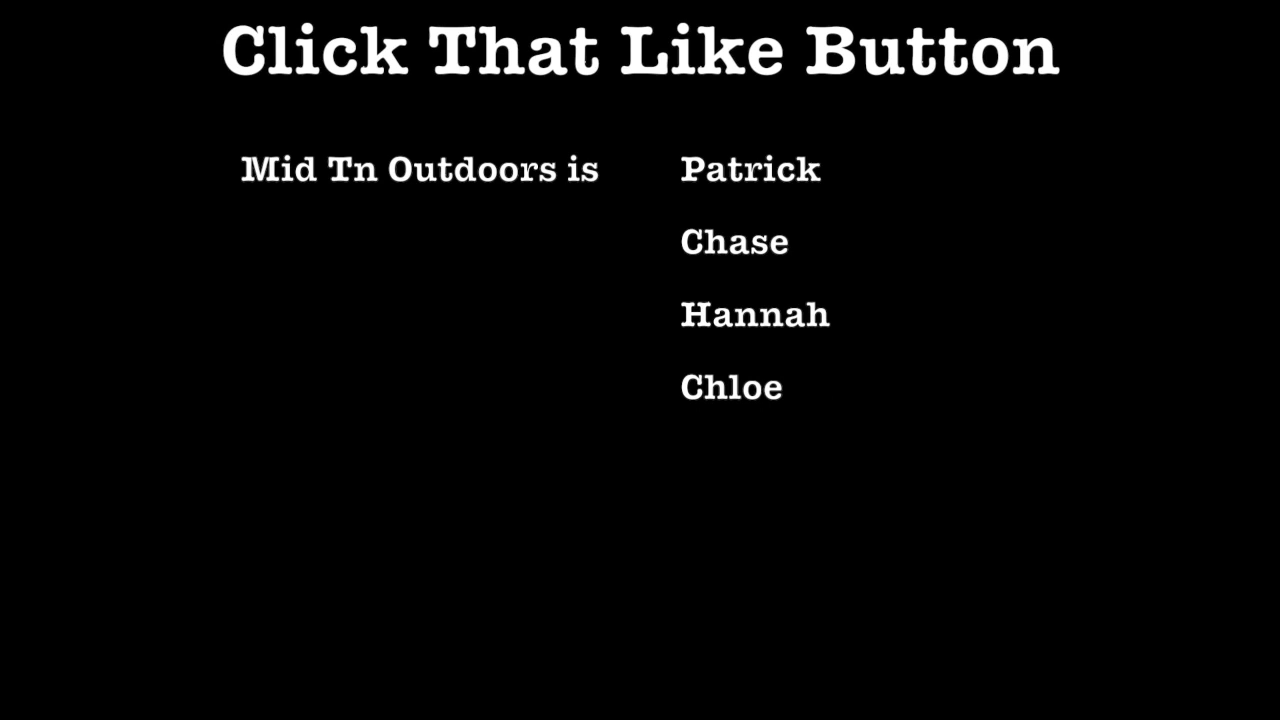 Click That Like Button
Mid Tn Outdoors is Patrick
Chase
Hannah
Chloe